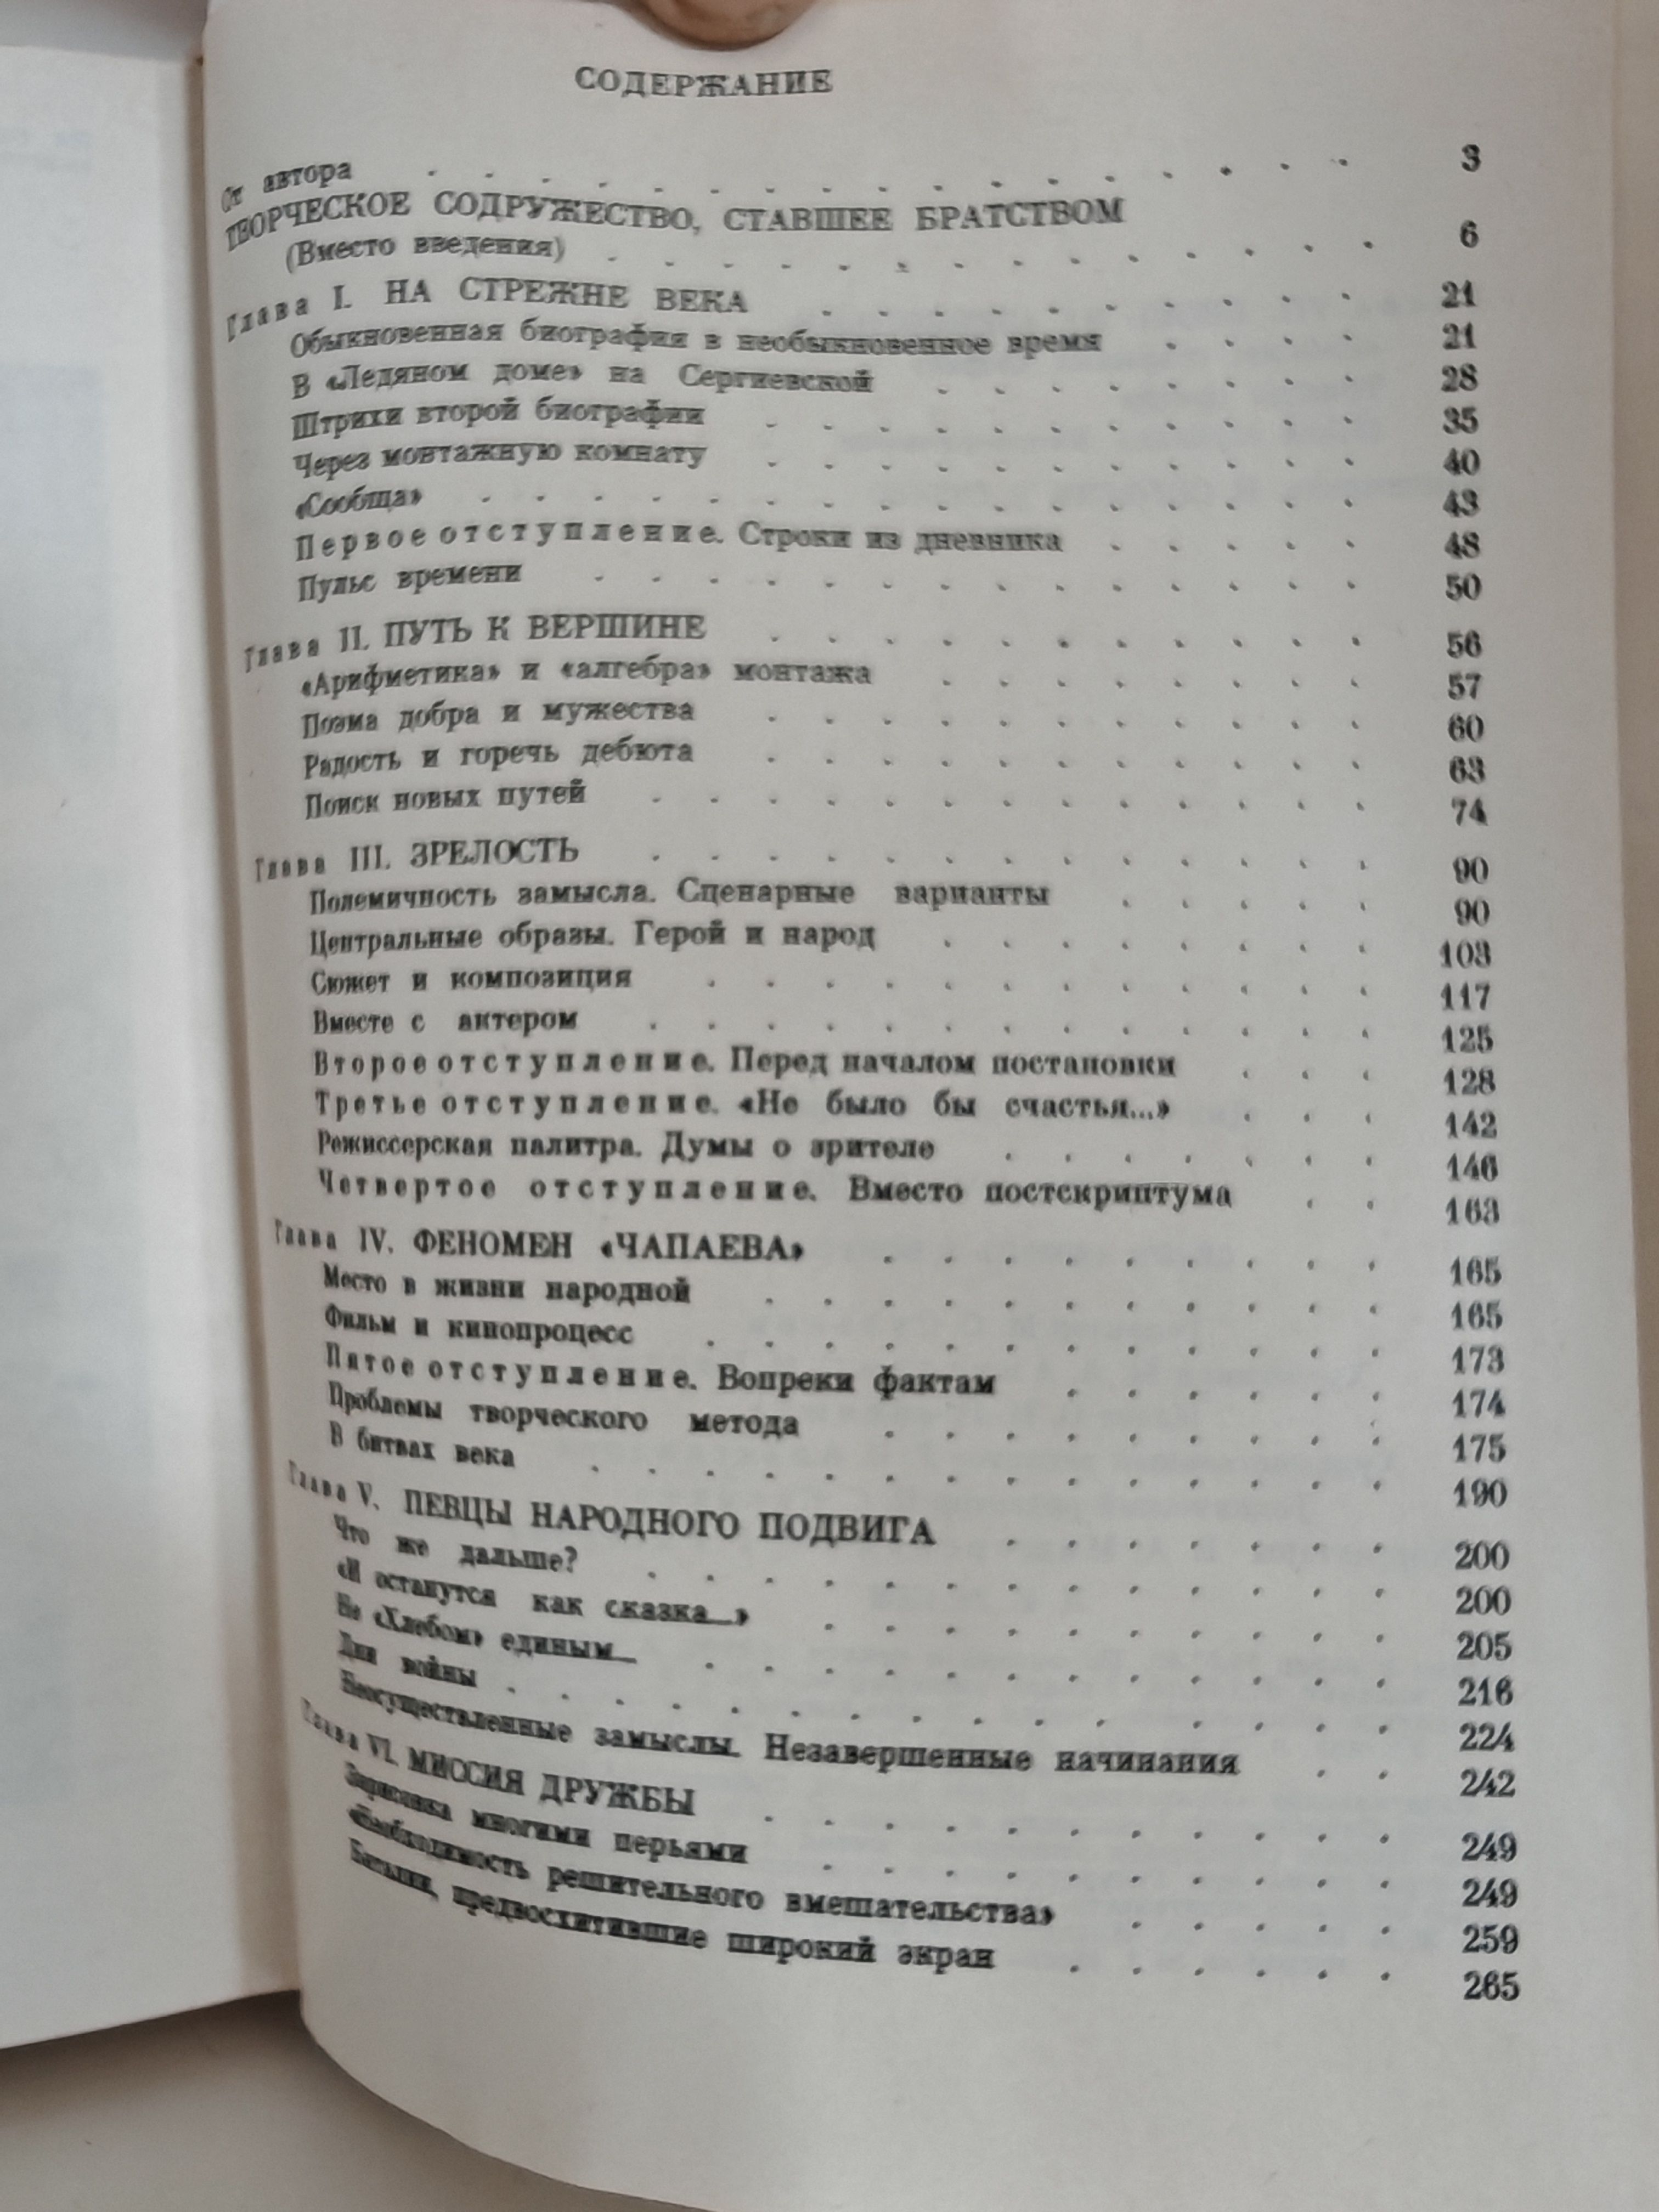 СОДЕРЖАНИЕ
От автора . . . . . . . . . . . . . . . . . 3
ТВОРЧЕСКОЕ СОДРУЖЕСТВО, СТАВШЕЕ БРАТСТВОМ
(Вместо введения) . . . . . . . . . . . . . . 6
Глава I. НА СТРЕЖНЕ ВЕКА . . . . . . . . . . 21
Обыкновенная биография в необыкновенное время . . . . 21
В «Ледяном доме» на Сергиевской . . . . . . . . 28
Штрихи второй биографии . . . . . . . . . . . 35
Через монтажную комнату . . . . . . . . . . . 40
«Сообща» . . . . . . . . . . . . . . . . 43
Первое отступление. Строки из дневника . . . . . 48
Пульс времени . . . . . . . . . . . . . . 50
Глава II. ПУТЬ К ВЕРШИНЕ . . . . . . . . . . . 56
«Арифметика» и «алгебра» монтажа . . . . . . . . 57
Поэма добра и мужества . . . . . . . . . . . 60
Радость и горечь дебюта . . . . . . . . . . . 63
Поиск новых путей . . . . . . . . . . . . . 74
Глава III. ЗРЕЛОСТЬ . . . . . . . . . . . . . 90
Полемичность замысла. Сценарные варианты . . . . . 90
Центральные образы. Герой и народ . . . . . . . . 103
Сюжет и композиция . . . . . . . . . . . . 117
Вместе с актером . . . . . . . . . . . . . 125
Второе отступление. Перед началом постановки . . . 128
Третье отступление. «Не было бы счастья...» . . . 142
Режиссерская палитра. Думы о зрителе . . . . . . . 146
Четвертое отступление. Вместо постскриптума . . 163
Глава IV. ФЕНОМЕН «ЧАПАЕВА» . . . . . . . . . 165
Место в жизни народной . . . . . . . . . . . 165
Фильм и кинопроцесс . . . . . . . . . . . . 173
Пятое отступление. Вопреки фактам . . . . . . 174
Проблемы творческого метода . . . . . . . . . 175
В битвах века . . . . . . . . . . . . . . 190
Глава V. ПЕВЦЫ НАРОДНОГО ПОДВИГА . . . . . . . 200
Что же дальше? . . . . . . . . . . . . . 200
«И останутся как сказка...» . . . . . . . . . . 205
Не «Хлебом» единым... . . . . . . . . . . . . 216
Дни войны . . . . . . . . . . . . . . . 224
Неосуществленные замыслы. Незавершенные начинания . . 242
Глава VI. МИССИЯ ДРУЖБЫ . . . . . . . . . . . 249
Зарисовка многими перьями . . . . . . . . . . 249
«Необходимость решительного вмешательства» . . . . . 259
Баталии, предвосхитившие широкий экран . . . . . . 265